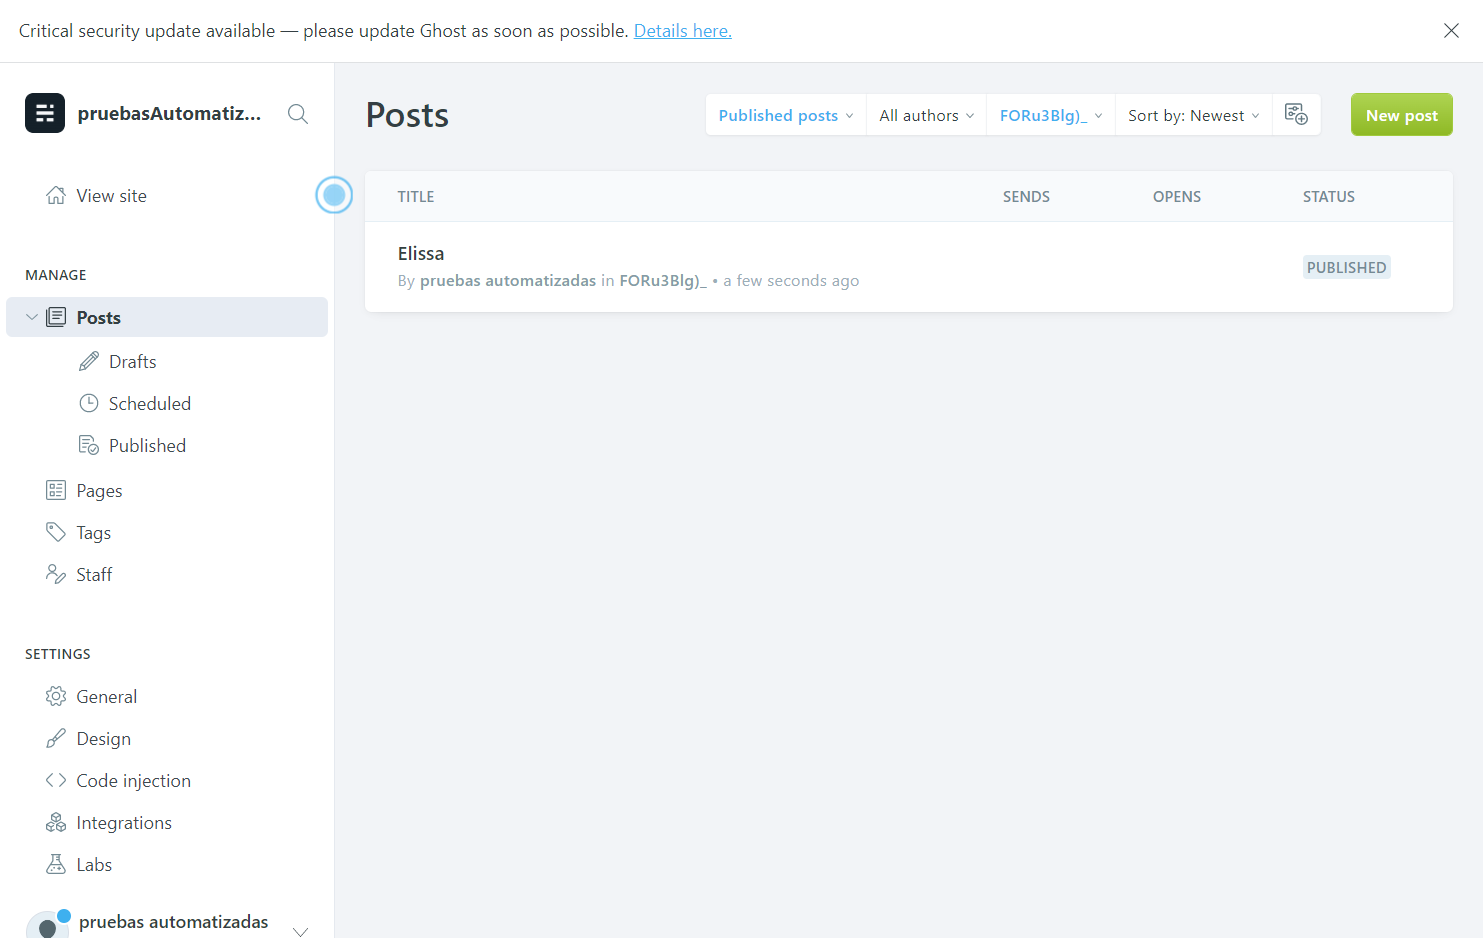 Critical security update available — please update Ghost as soon as possible. Details here.
pruebasAutomatiz...
View site
MANAGE
Posts
Drafts
Scheduled
Published
Pages
Tags
Staff
SETTINGS
General
Design
Code injection
Integrations
Labs
pruebas automatizadas
Posts
Published posts
All authors
FORu3Blg)_
Sort by: Newest
New post
TITLE SENDS OPENS STATUS
Elissa
By pruebas automatizadas in FORu3Blg)_ • a few seconds ago
PUBLISHED